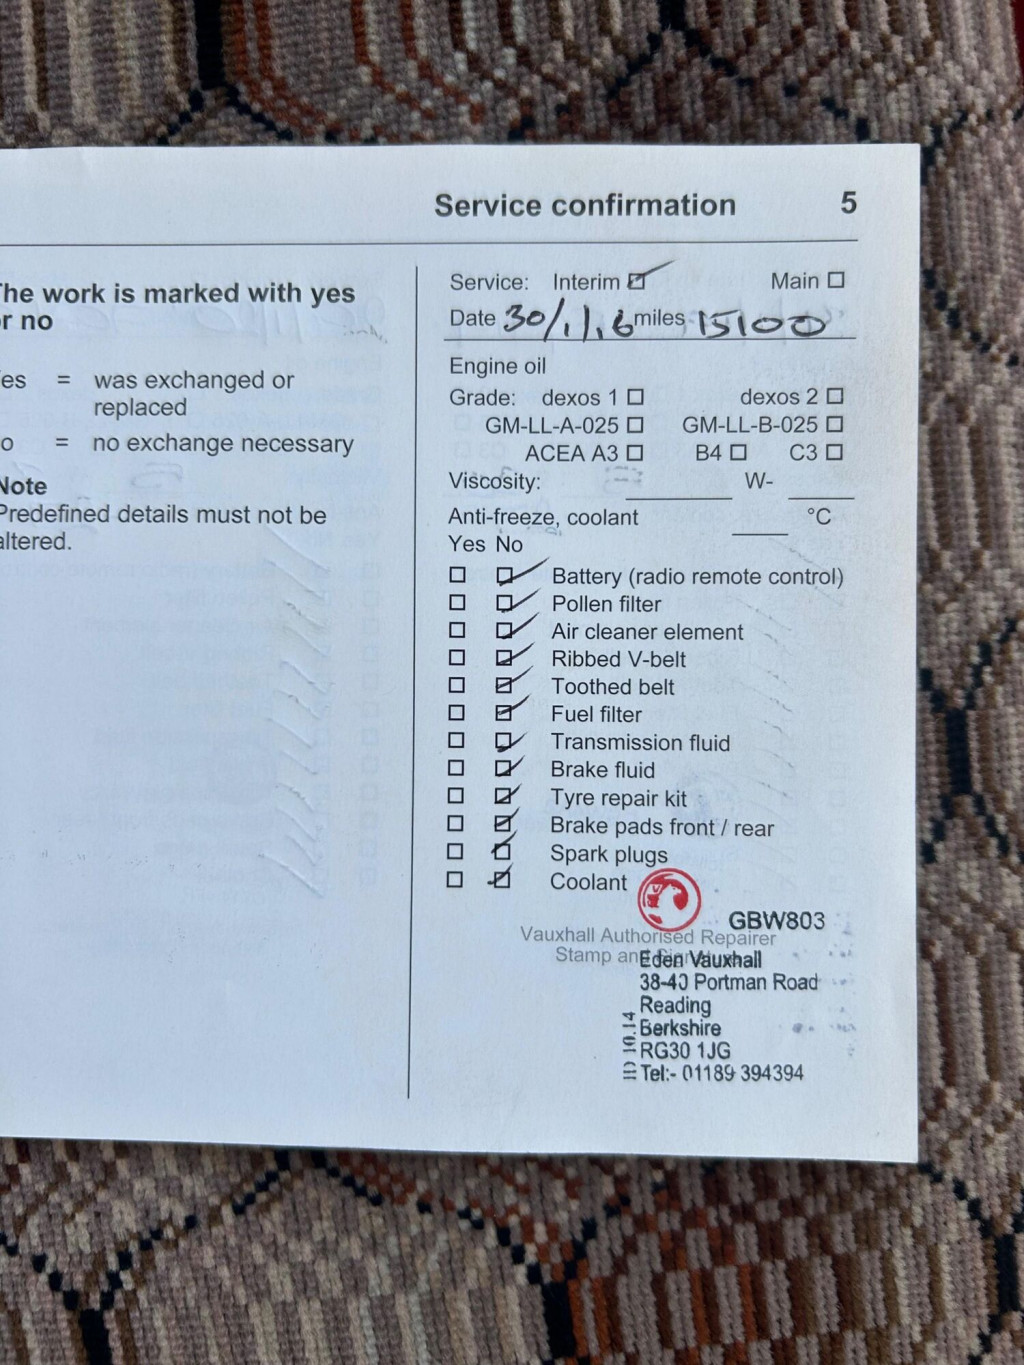 Service confirmation 5
he work is marked with yes
r no
es = was exchanged or
replaced
o = no exchange necessary
Note
Predefined details must not be
altered.
Service: Interim Main
Date 30/1/16 miles 15100
Engine oil
Grade: dexos 1 dexos 2
GM-LL-A-025 GM-LL-B-025
ACEA A3 B4 C3
Viscosity: W-
Anti-freeze, coolant °C
Yes No
Battery (radio remote control)
Pollen filter
Air cleaner element
Ribbed V-belt
Toothed belt
Fuel filter
Transmission fluid
Brake fluid
Tyre repair kit
Brake pads front / rear
Spark plugs
Coolant
GBW803
Vauxhall Authorised Repairer
Stamp and
Eden Vauxhall
38-40 Portman Road
Reading
Berkshire
RG30 1JG
Tel:- 01189 394394
10.14